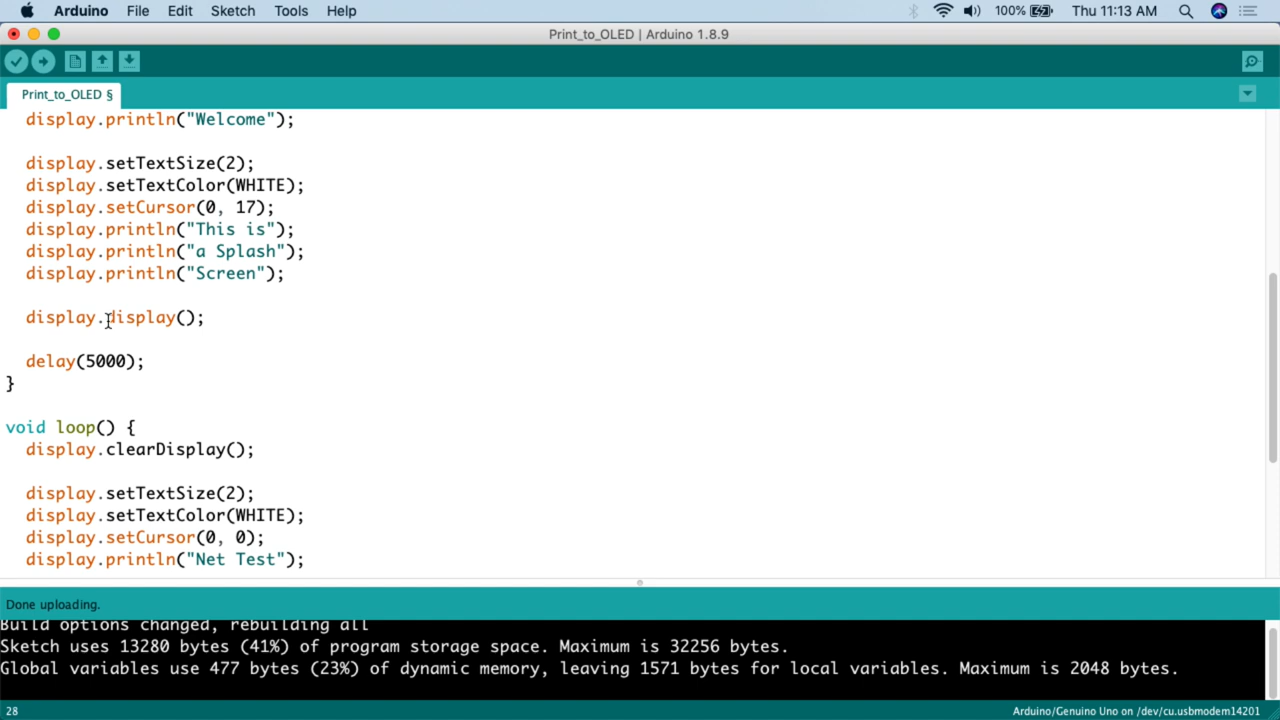 Arduino File Edit Sketch Tools Help 100% Thu 11:13 AM
Print_to_OLED | Arduino 1.8.9
Print_to_OLED §
display.println("Welcome");
display.setTextSize(2);
display.setTextColor(WHITE);
display.setCursor(0, 17);
display.println("This is");
display.println("a Splash");
display.println("Screen");
display.display();
delay(5000);
}
void loop() {
display.clearDisplay();
display.setTextSize(2);
display.setTextColor(WHITE);
display.setCursor(0, 0);
display.println("Net Test");
Done uploading.
Build options changed, rebuilding all
Sketch uses 13280 bytes (41%) of program storage space. Maximum is 32256 bytes.
Global variables use 477 bytes (23%) of dynamic memory, leaving 1571 bytes for local variables. Maximum is 2048 bytes.
28 Arduino/Genuino Uno on /dev/cu.usbmodem14201